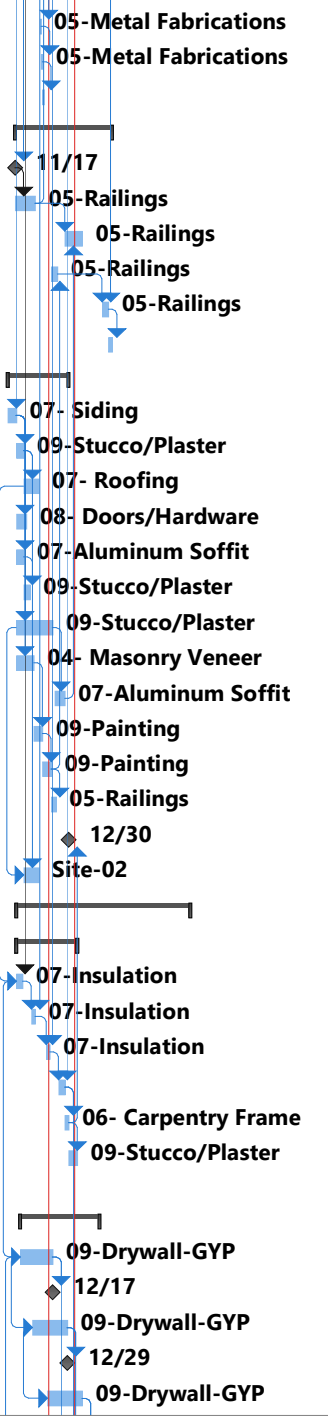 05-Metal Fabrications
05-Metal Fabrications
11/17
05-Railings
05-Railings
05-Railings
05-Railings
07- Siding
09-Stucco/Plaster
07- Roofing
08- Doors/Hardware
07-Aluminum Soffit
09-Stucco/Plaster
09-Stucco/Plaster
04- Masonry Veneer
07-Aluminum Soffit
09-Painting
09-Painting
05-Railings
12/30
Site-02
07-Insulation
07-Insulation
07-Insulation
06- Carpentry Frame
09-Stucco/Plaster
09-Drywall-GYP
12/17
09-Drywall-GYP
12/29
09-Drywall-GYP